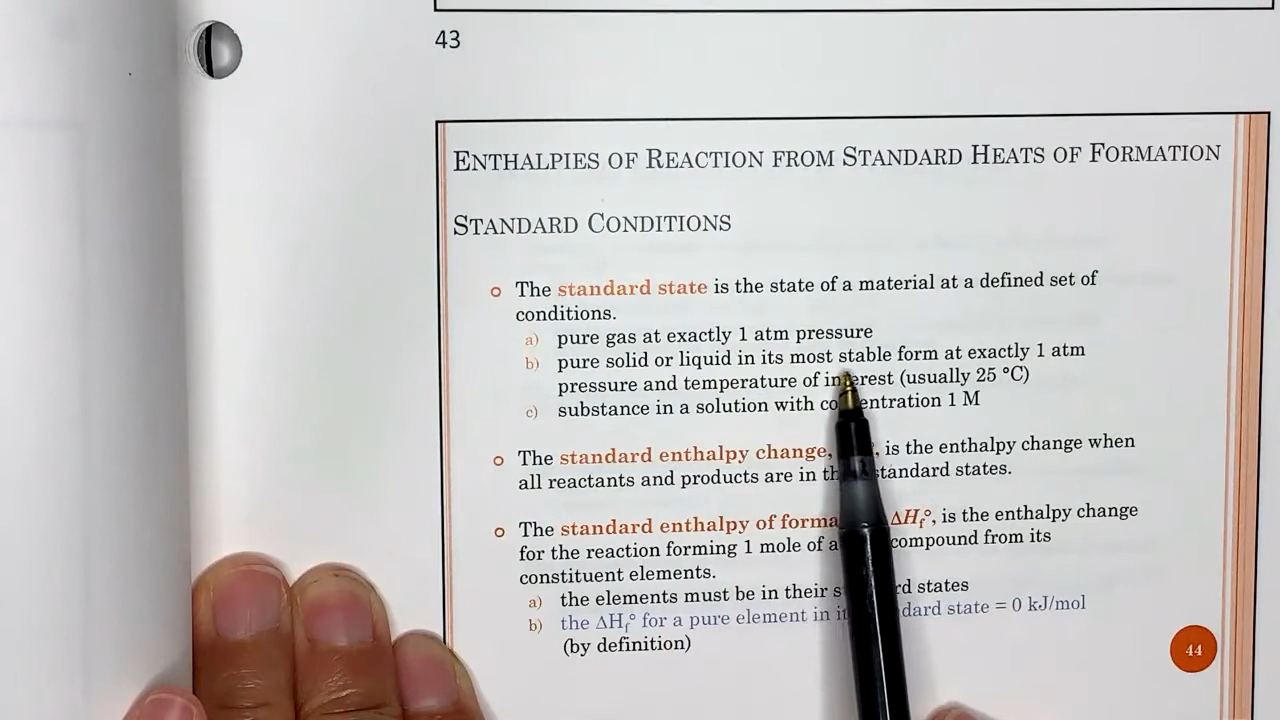 43
ENTHALPIES OF REACTION FROM STANDARD HEATS OF FORMATION
STANDARD CONDITIONS
The standard state is the state of a material at a defined set of
conditions.
a) pure gas at exactly 1 atm pressure
b) pure solid or liquid in its most stable form at exactly 1 atm
pressure and temperature of interest (usually 25 °C)
c) substance in a solution with concentration 1 M
The standard enthalpy change, is the enthalpy change when
all reactants and products are in standard states.
The standard enthalpy of ΔHf°, is the enthalpy change
for the reaction forming 1 mole of a compound from its
constituent elements.
a) the elements must be in their states
b) the ΔHf° for a pure element in state = 0 kJ/mol
(by definition)
44